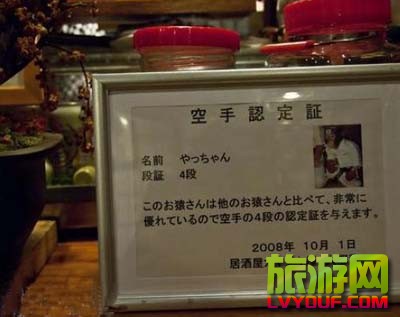 空手認定証
名前 やっちゃん
段証 4段
このお猿さんは他のお猿さんと比べて、非常に
優れているので空手の4段の認定証を与えます。
2008年 10月 1日
居酒屋
旅游网
LVYOUF.COM